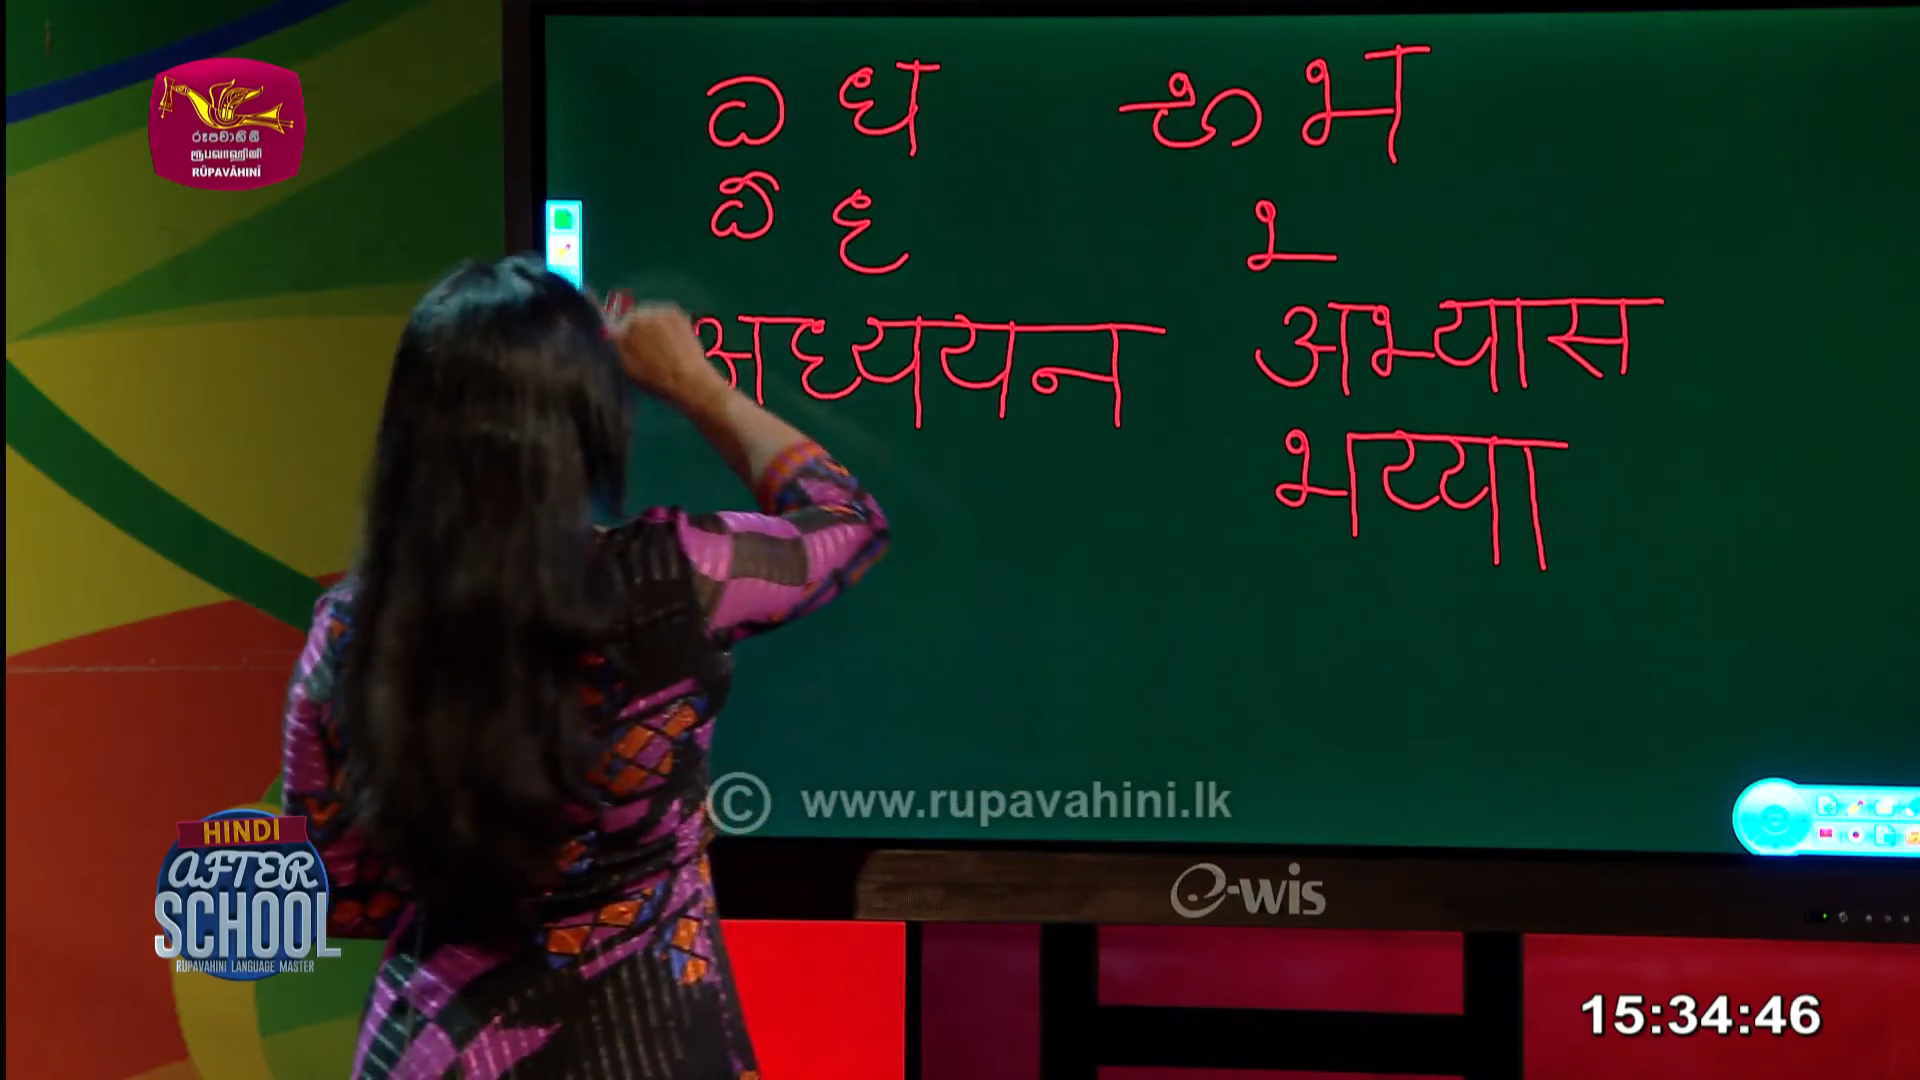 රූපවාහිනී
ரூபவாஹினி
RŪPAVĀHINĪ
ධ ध භ भ
ධ් ध्‍ भ्‍
अध्ययन अभ्यास
भय्या
© www.rupavahini.lk
e-wis
HINDI
AFTER
SCHOOL
RUPAVAHINI LANGUAGE MASTER
15:34:46